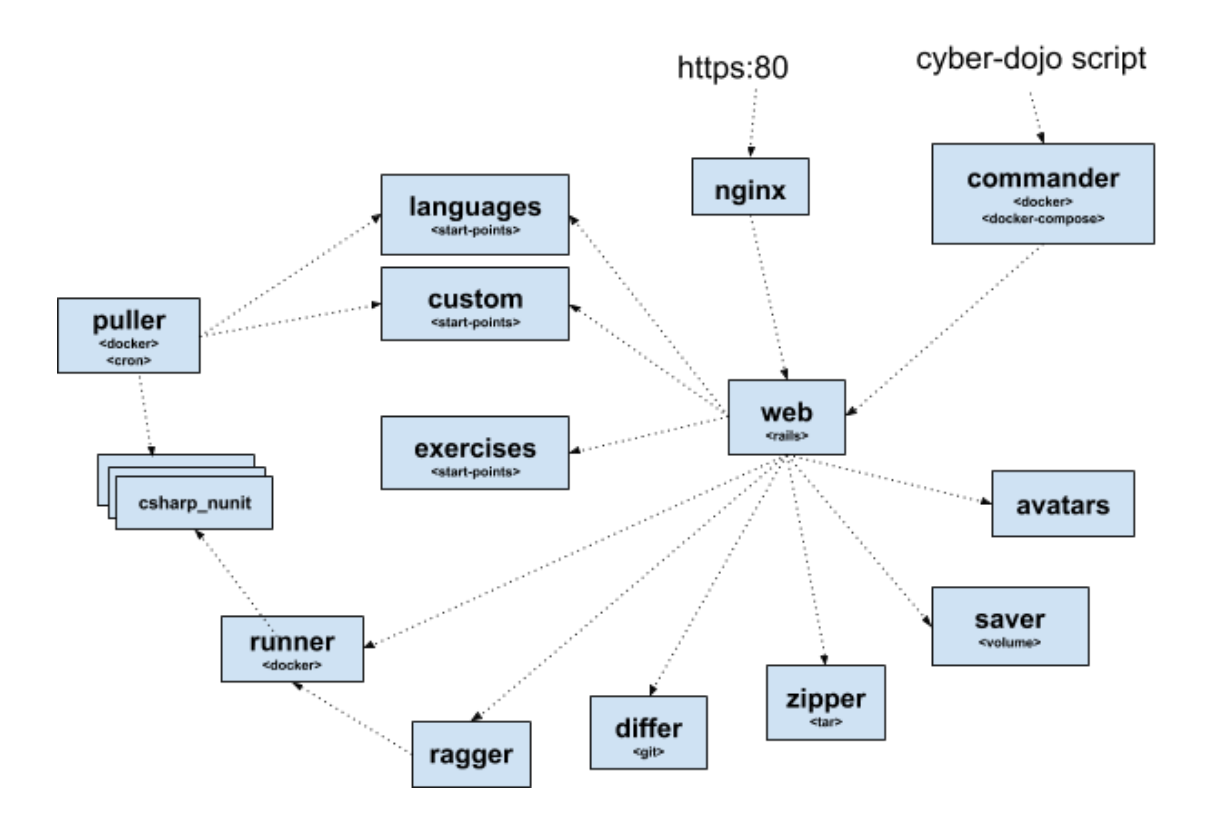 https:80
cyber-dojo script
nginx
commander
<docker>
<docker-compose>
languages
<start-points>
custom
<start-points>
puller
<docker>
<cron>
web
<rails>
exercises
<start-points>
csharp_nunit
avatars
runner
<docker>
saver
<volume>
zipper
<tar>
differ
<git>
ragger